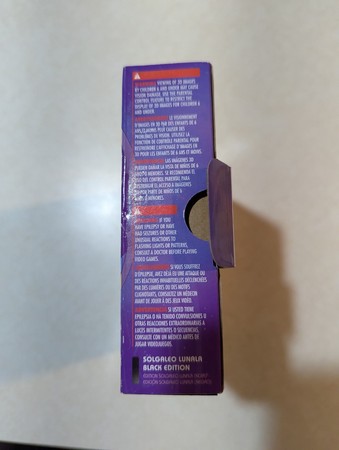 VIEWING OF 3D IMAGES
BY CHILDREN 6 AND UNDER MAY CAUSE
VISION DAMAGE. USE THE PARENTAL
CONTROL FEATURE TO RESTRICT THE
DISPLAY OF 3D IMAGES FOR CHILDREN 6
AND UNDER.
LE VISIONNEMENT
D'IMAGES EN 3D PAR DES ENFANTS DE 6
ANS ET MOINS PEUT CAUSER DES
PROBLÈMES DE VISION. UTILISEZ LA
FONCTION DE CONTRÔLE PARENTAL POUR
RESTREINDRE L'AFFICHAGE D'IMAGES EN
3D POUR LES ENFANTS DE 6 ANS ET MOINS.
LAS IMÁGENES 3D
PUEDEN DAÑAR LA VISTA DE NIÑOS DE 6
AÑOS O MENORES. SE RECOMIENDA EL
USO DEL CONTROL PARENTAL PARA
RESTRINGIR EL ACCESO A IMÁGENES
3D POR PARTE DE NIÑOS DE 6
AÑOS O MENORES.
IF YOU
HAVE EPILEPSY OR HAVE
HAD SEIZURES OR OTHER
UNUSUAL REACTIONS TO
FLASHING LIGHTS OR PATTERNS,
CONSULT A DOCTOR BEFORE PLAYING
VIDEO GAMES.
SI VOUS SOUFFREZ
D'ÉPILEPSIE, AVEZ DÉJÀ EU UNE ATTAQUE OU
DES RÉACTIONS INHABITUELLES DÉCLENCHÉES
PAR DES LUMIÈRES OU DES MOTIFS
CLIGNOTANTS, CONSULTEZ UN MÉDECIN
AVANT DE JOUER À DES JEUX VIDÉO.
SI USTED TIENE
EPILEPSIA O HA TENIDO CONVULSIONES U
OTRAS REACCIONES EXTRAORDINARIAS A
LUCES INTERMITENTES O SECUENCIAS,
CONSULTE CON UN MÉDICO ANTES DE
JUGAR VIDEOJUEGOS.
SOLGALEO LUNALA
BLACK EDITION
EDITION SOLGALEO LUNALA
EDICIÓN SOLGALEO LUNALA